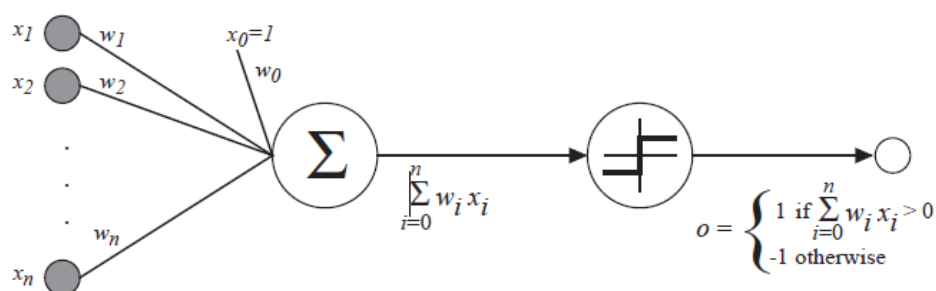 x1 w1 x0=1
w0
x2 w2
.
.
.
wn
xn
Σ
n
Σ wi xi
i=0
o = { 1 if n Σ i=0 wi xi > 0
-1 otherwise